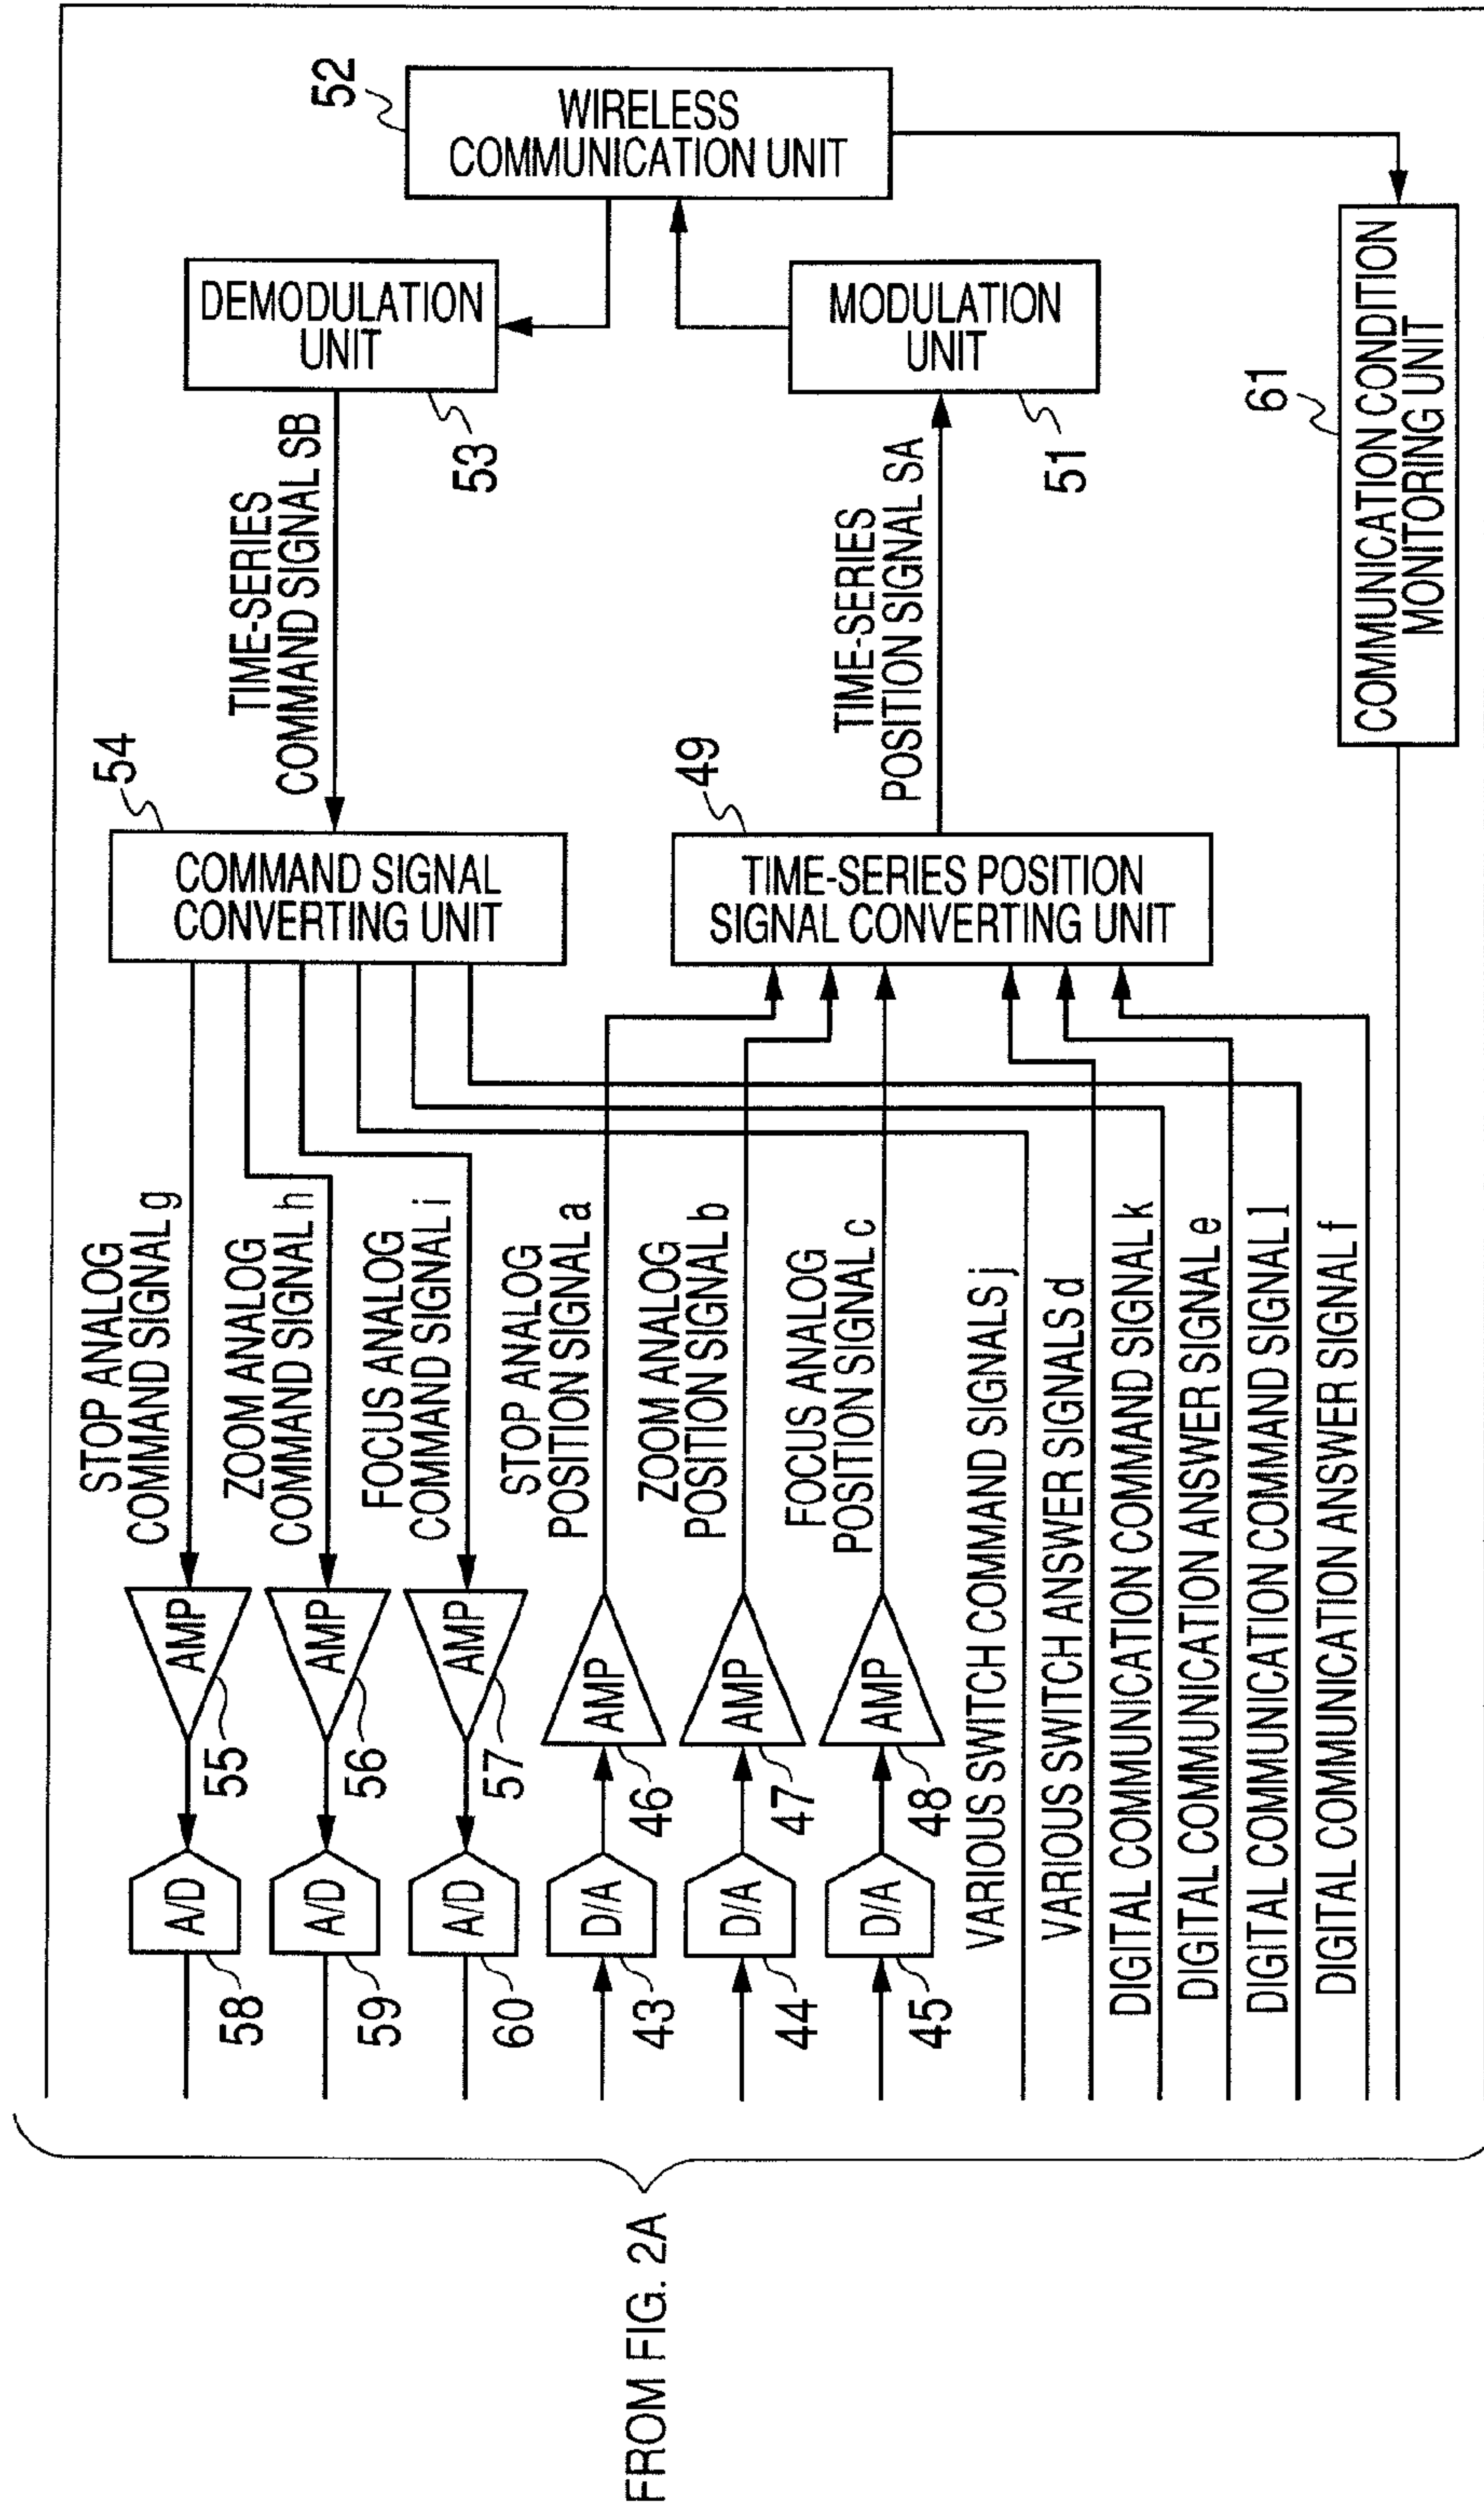 FROM FIG. 2A
58
A/D
55
AMP
STOP ANALOG
COMMAND SIGNAL g
59
A/D
56
AMP
ZOOM ANALOG
COMMAND SIGNAL h
60
A/D
57
AMP
FOCUS ANALOG
COMMAND SIGNAL i
43
D/A
46
AMP
STOP ANALOG
POSITION SIGNAL a
44
D/A
47
AMP
ZOOM ANALOG
POSITION SIGNAL b
45
D/A
48
AMP
FOCUS ANALOG
POSITION SIGNAL c
VARIOUS SWITCH COMMAND SIGNALS j
VARIOUS SWITCH ANSWER SIGNALS d
DIGITAL COMMUNICATION COMMAND SIGNAL k
DIGITAL COMMUNICATION ANSWER SIGNAL e
DIGITAL COMMUNICATION COMMAND SIGNAL l
DIGITAL COMMUNICATION ANSWER SIGNAL f
54
COMMAND SIGNAL
CONVERTING UNIT
49
TIME-SERIES POSITION
SIGNAL CONVERTING UNIT
TIME-SERIES
COMMAND SIGNAL SB
TIME-SERIES
POSITION SIGNAL SA
53
DEMODULATION
UNIT
51
MODULATION
UNIT
52
WIRELESS
COMMUNICATION UNIT
61
COMMUNICATION CONDITION
MONITORING UNIT